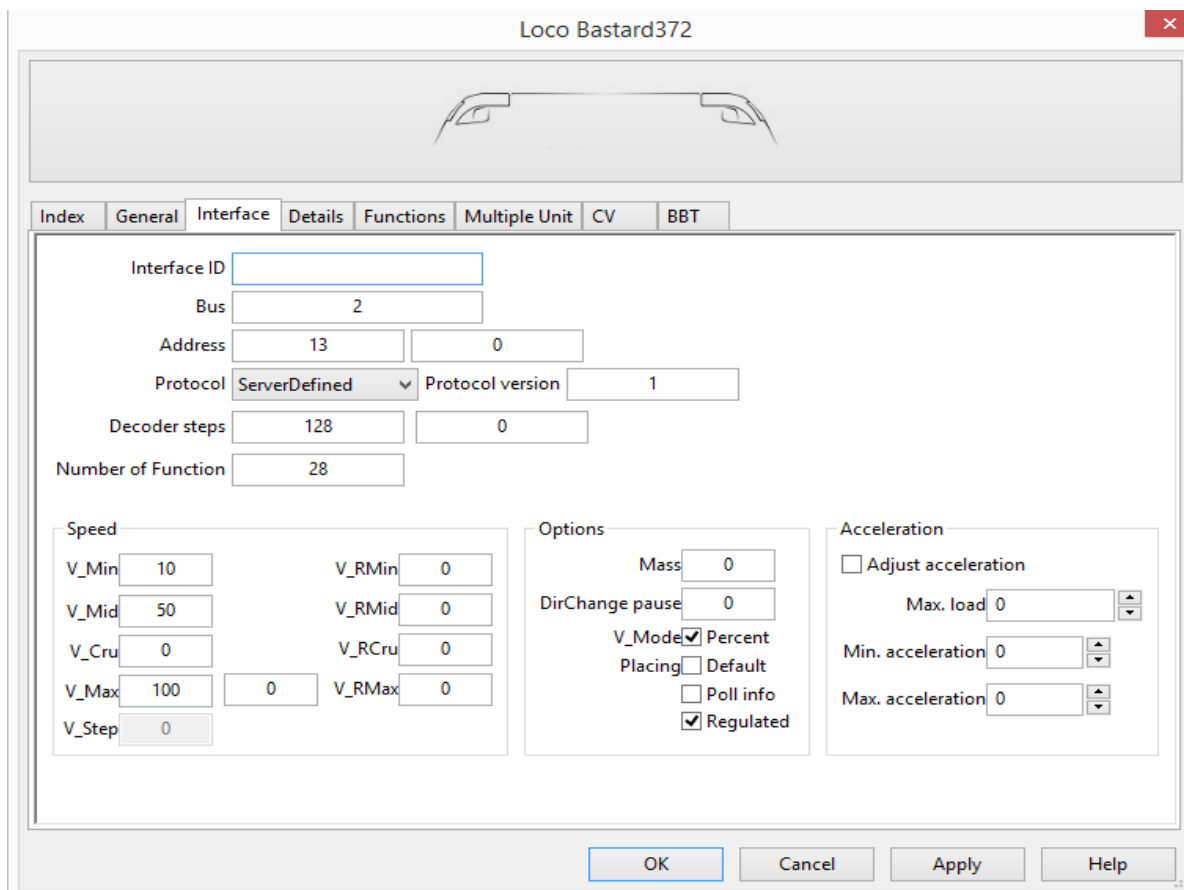 Loco Bastard372
Index General Interface Details Functions Multiple Unit CV BBT
Interface ID
Bus 2
Address 13 0
Protocol ServerDefined Protocol version 1
Decoder steps 128 0
Number of Function 28
Speed Options Acceleration
V_Min 10 V_RMin 0 Mass 0 Adjust acceleration
V_Mid 50 V_RMid 0 DirChange pause 0 Max. load 0
V_Cru 0 V_RCru 0 V_Mode Percent Min. acceleration 0
Placing Default
V_Max 100 0 V_RMax 0 Poll info Max. acceleration 0
V_Step 0 Regulated
OK Cancel Apply Help